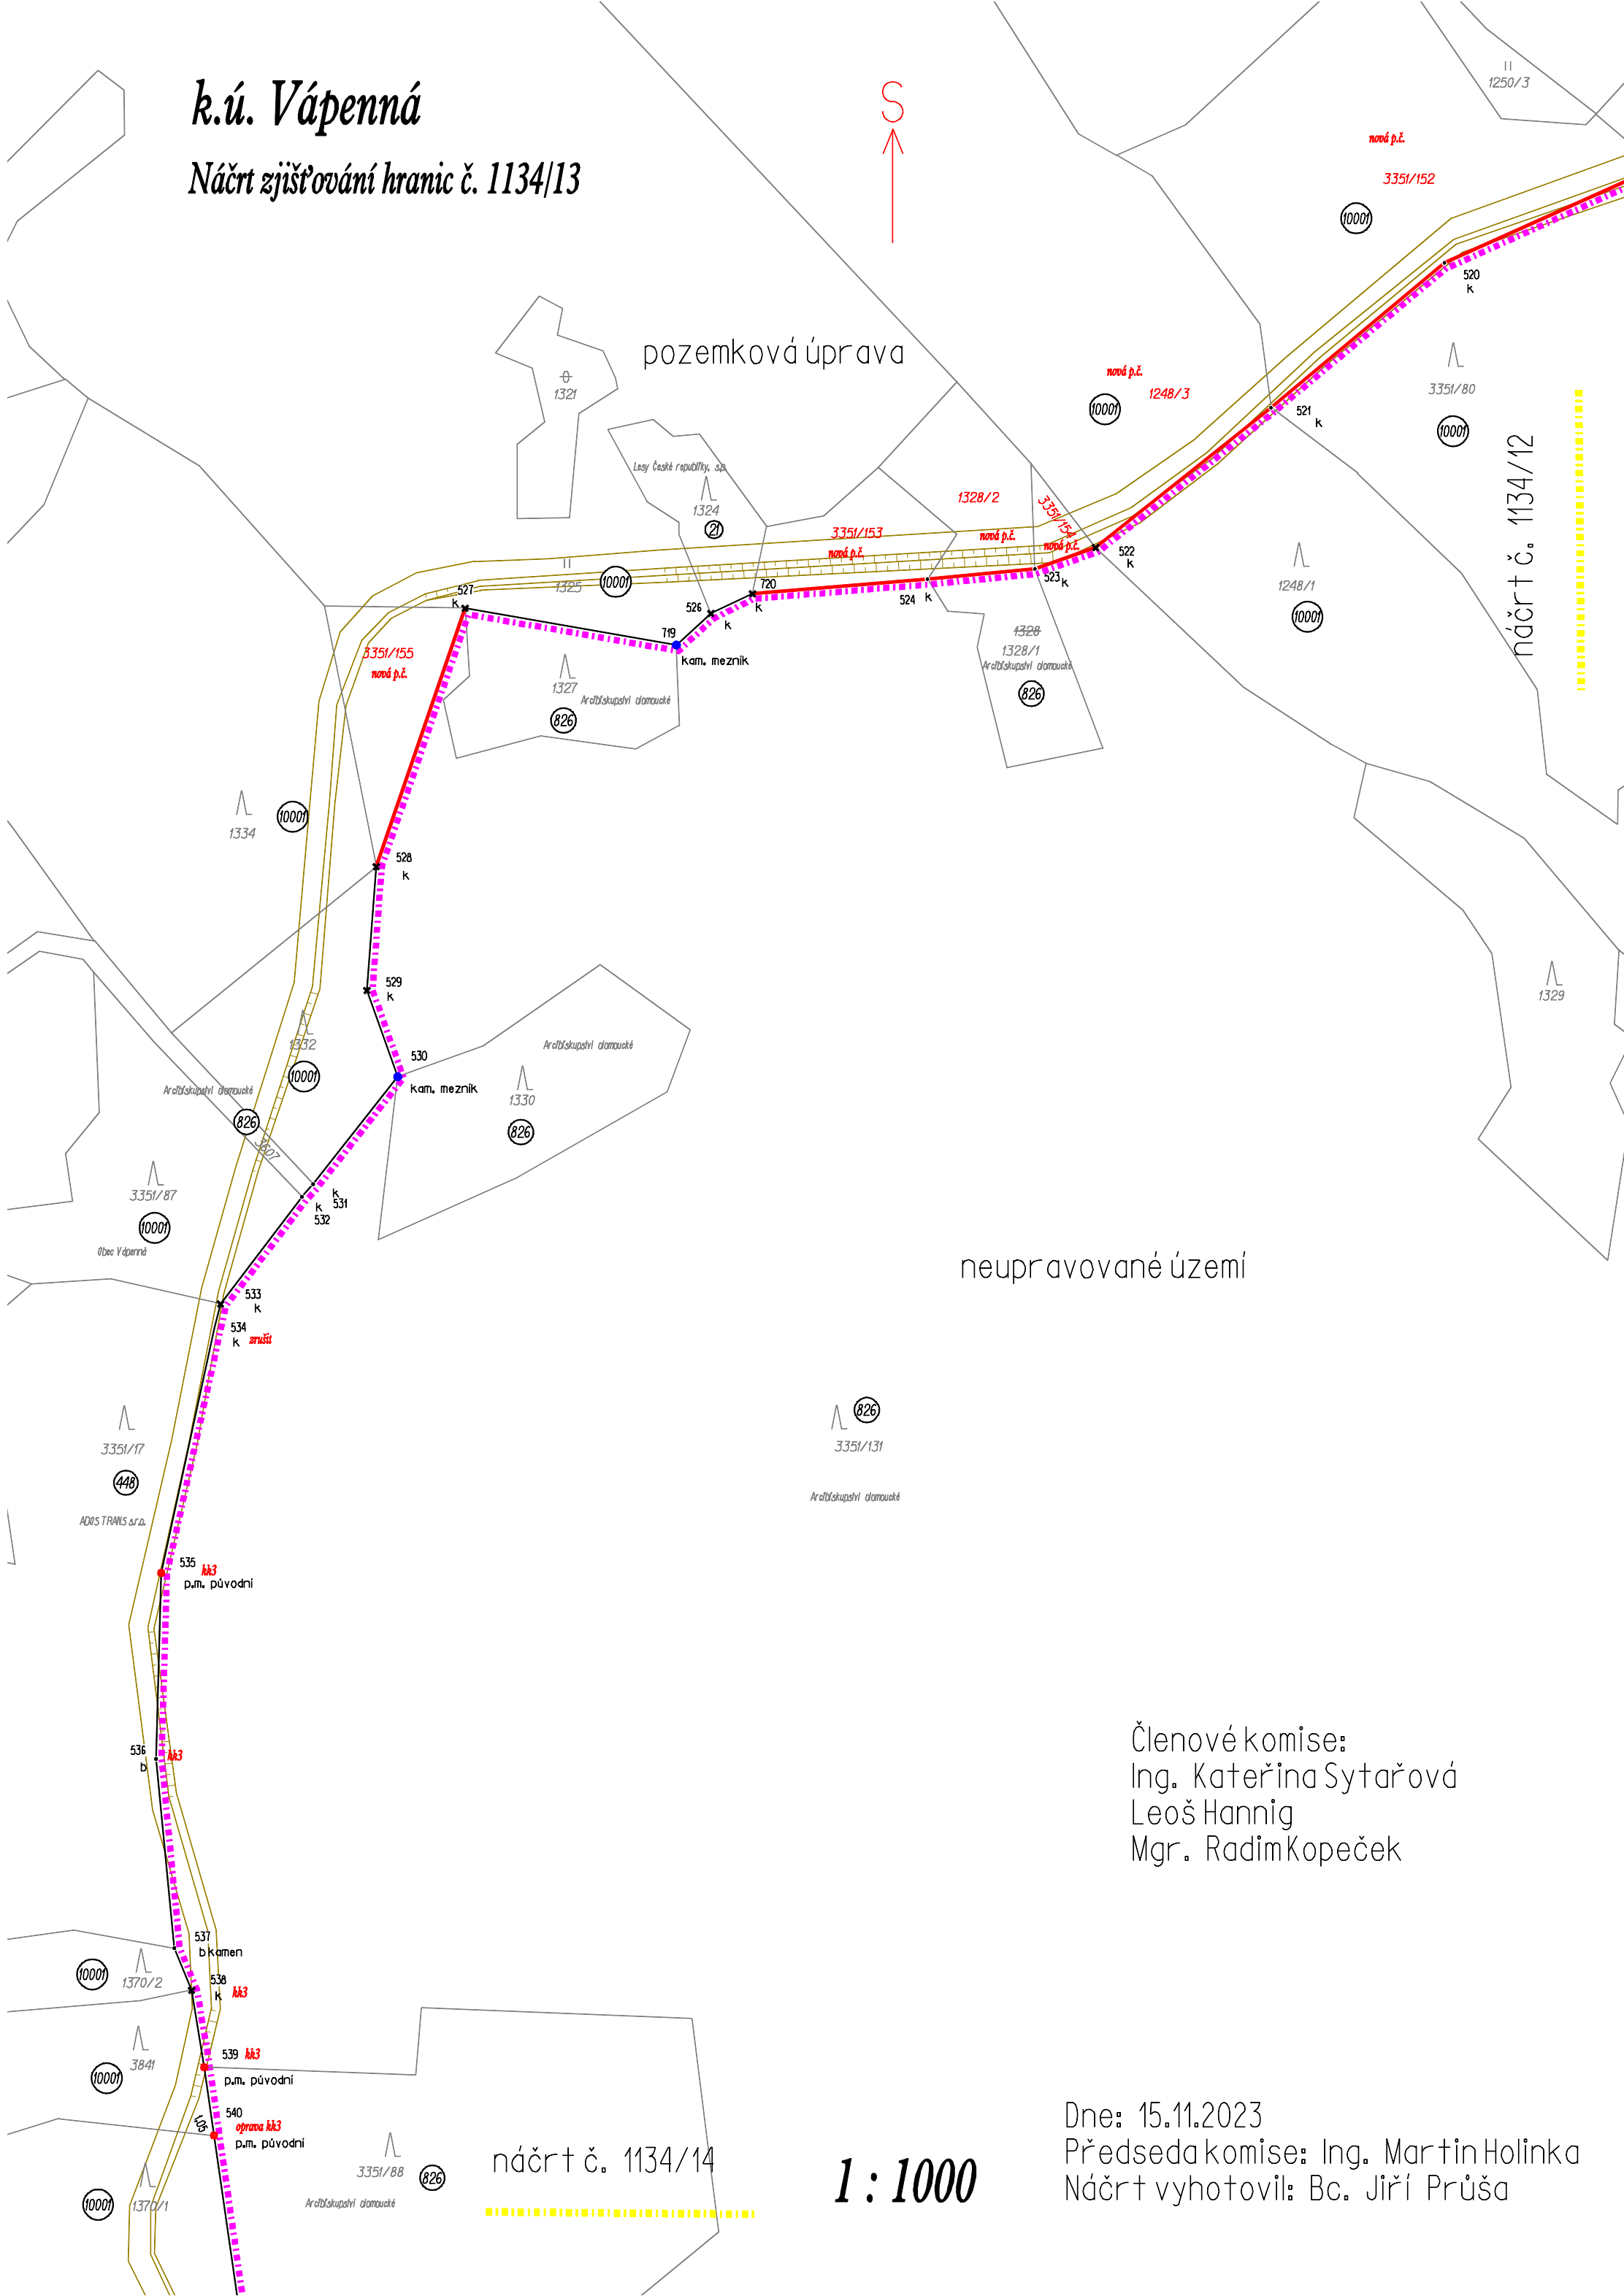 k.ú. Vápenná
Náčrt zjišťování hranic č. 1134/13
S
1250/3
nová p.č.
3351/152
10001
520
k
pozemková úprava
nová p.č.
1248/3
10001
3351/80
10001
1321
521
k
náčrt č. 1134/12
Lesy České republiky, s.p.
1324
21
1328/2
3351/154
3351/153
nová p.č.
nová p.č.
nová p.č.
522
k
1325
10001
527
k
720
k
523
k
524
k
526
k
1248/1
10001
719
kam. mezník
1328
1328/1
Arcibiskupství olomoucké
826
3351/155
nová p.č.
1327
Arcibiskupství olomoucké
826
1334
10001
528
k
529
k
1329
1332
10001
530
kam. mezník
Arcibiskupství olomoucké
1330
826
Arcibiskupství olomoucké
826
3607
3351/87
10001
k
531
k
532
Obec Vápenná
neupravované území
533
k
534
k zrušit
826
3351/131
3351/17
448
Arcibiskupství olomoucké
ADOS TRANS s.r.o.
535 kk3
p.m. původní
536 kk3
b
Členové komise:
Ing. Kateřina Sytařová
Leoš Hannig
Mgr. Radim Kopeček
537
b kamen
10001
1370/2
538
k kk3
3841
10001
539 kk3
p.m. původní
1,05
540
oprava kk3
p.m. původní
3351/88
826
Arcibiskupství olomoucké
1370/1
10001
náčrt č. 1134/14
1 : 1000
Dne: 15.11.2023
Předseda komise: Ing. Martin Holinka
Náčrt vyhotovil: Bc. Jiří Průša